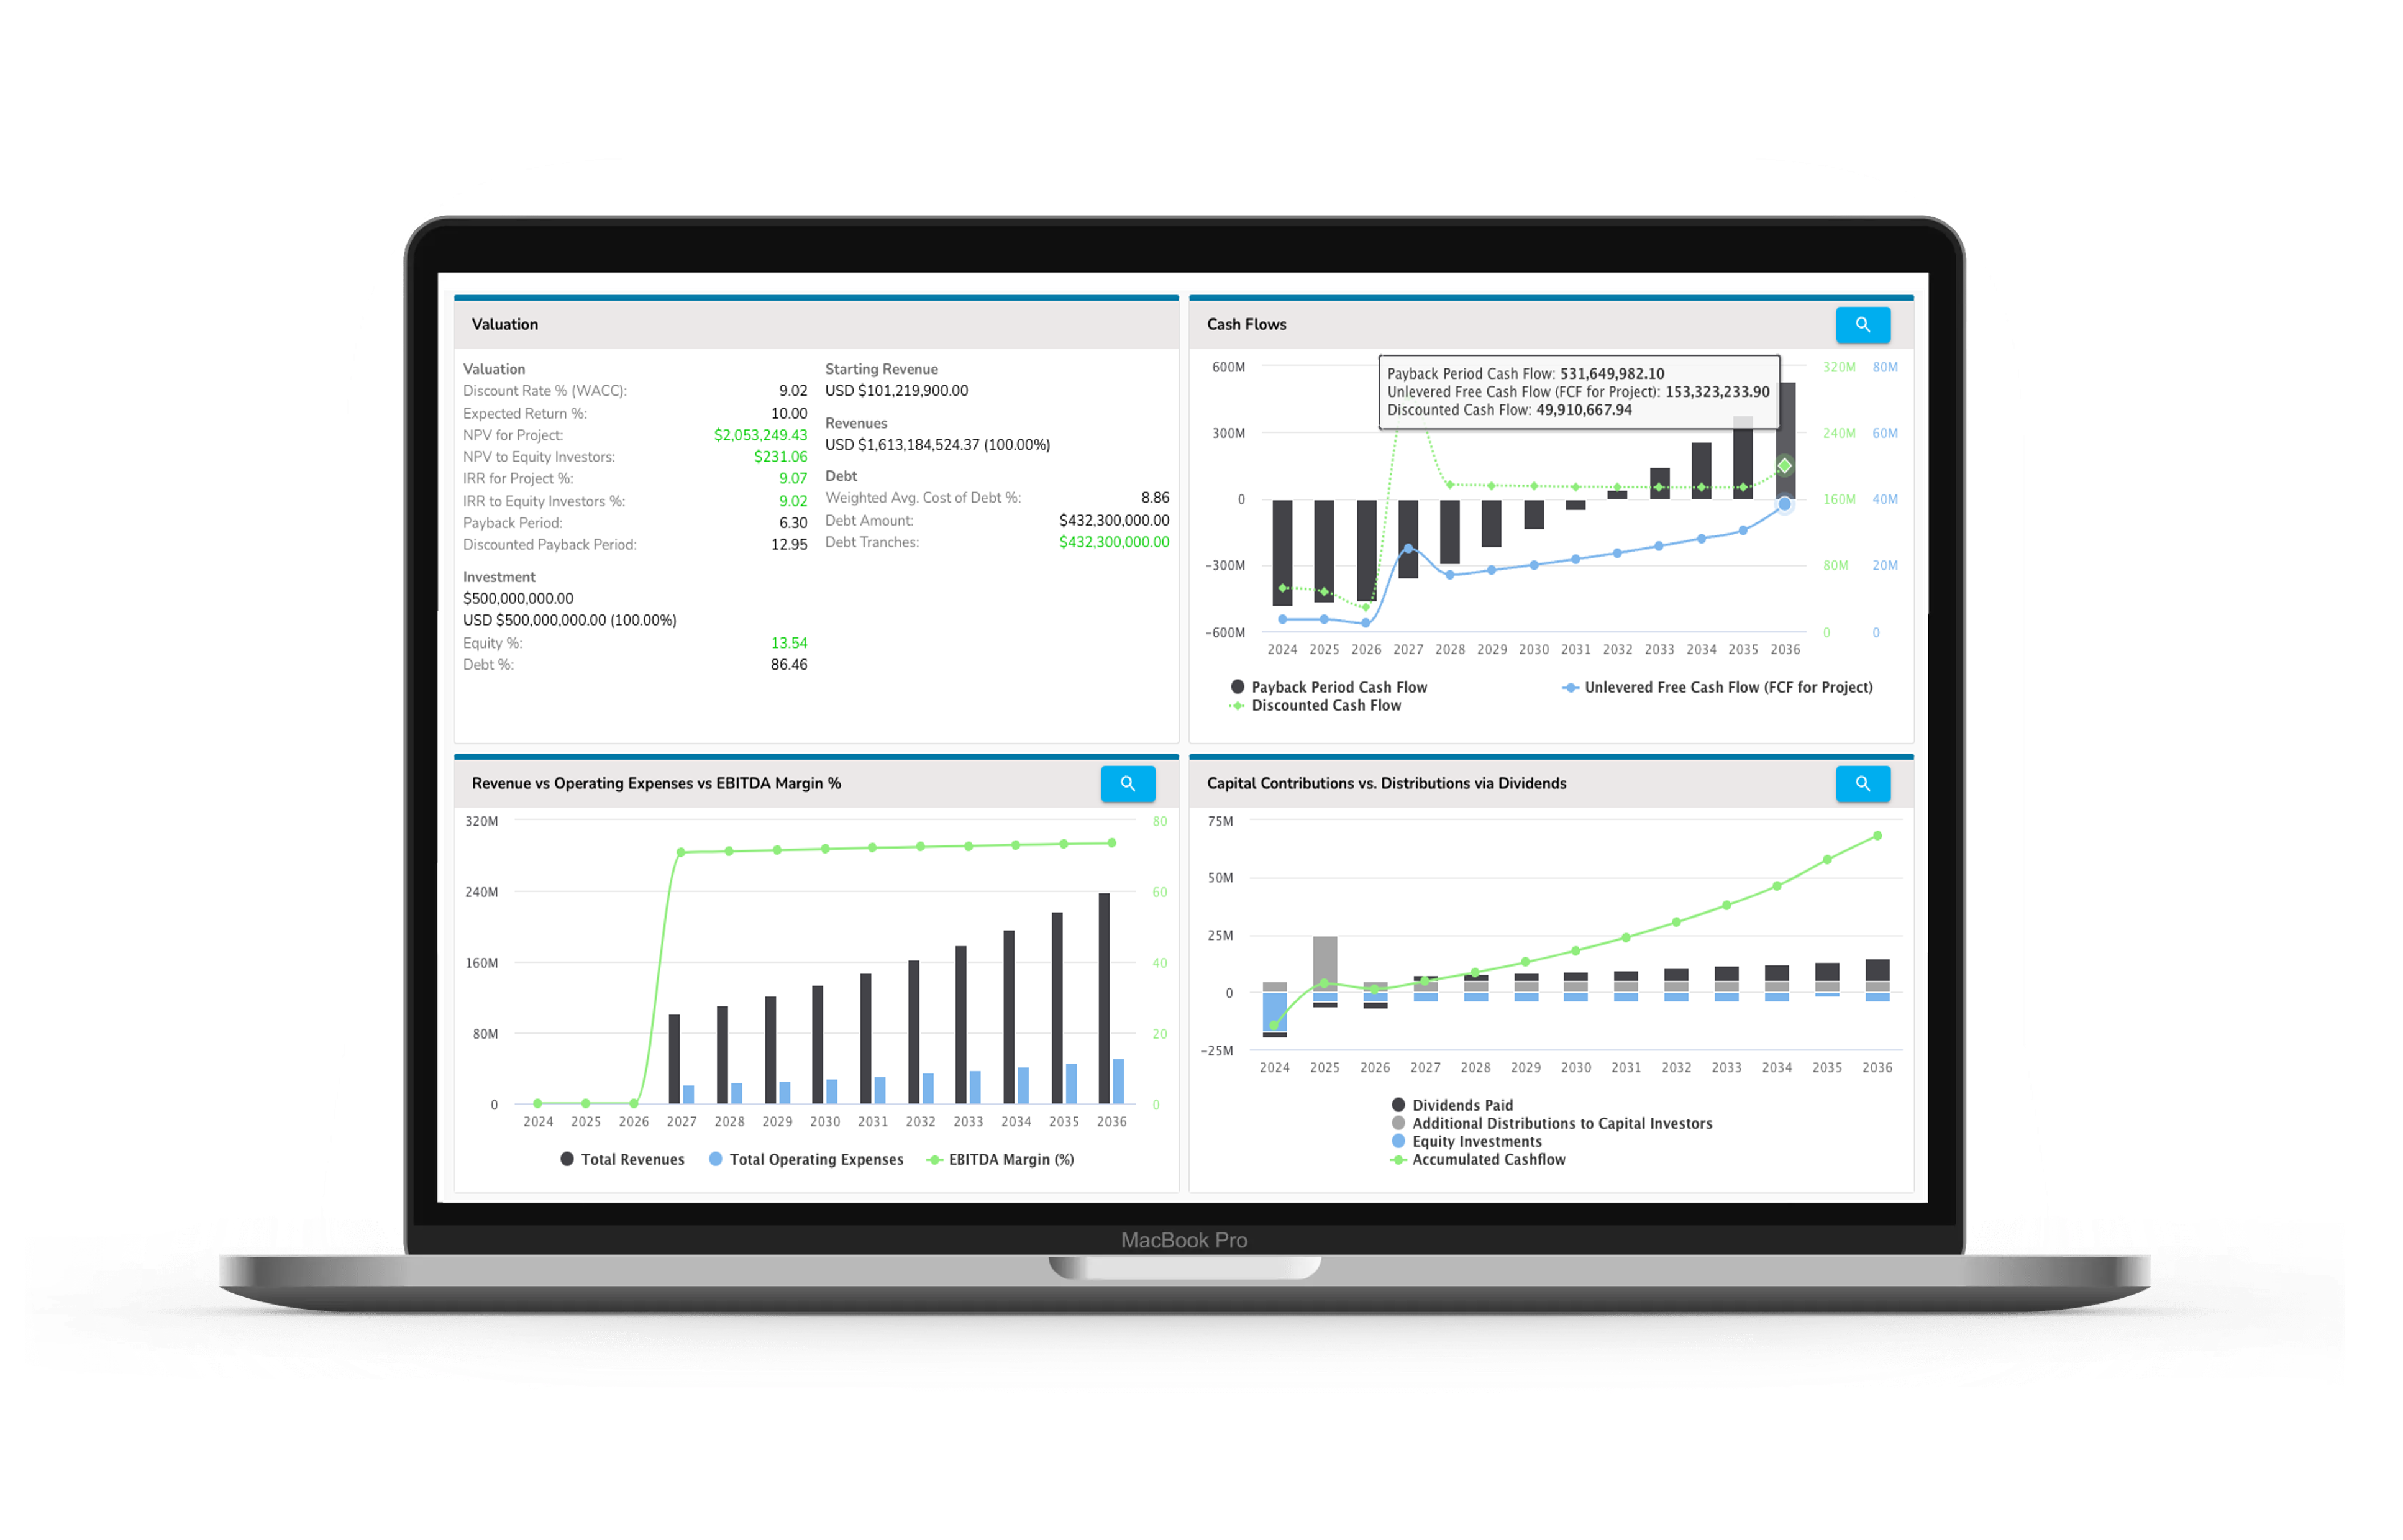 Valuation
Valuation
Discount Rate % (WACC): 9.02
Expected Return %: 10.00
NPV for Project: $2,053,249.43
NPV to Equity Investors: $231.06
IRR for Project %: 9.07
IRR to Equity Investors %: 9.02
Payback Period: 6.30
Discounted Payback Period: 12.95
Investment
$500,000,000.00
USD $500,000,000.00 (100.00%)
Equity %: 13.54
Debt %: 86.46
Starting Revenue
USD $101,219,900.00
Revenues
USD $1,613,184,524.37 (100.00%)
Debt
Weighted Avg. Cost of Debt %: 8.86
Debt Amount: $432,300,000.00
Debt Tranches: $432,300,000.00
Cash Flows
Payback Period Cash Flow: 531,649,982.10
Unlevered Free Cash Flow (FCF for Project): 153,323,233.90
Discounted Cash Flow: 49,910,667.94
600M 320M 80M
300M 240M 60M
0 160M 40M
-300M 80M 20M
-600M 0 0
2024 2025 2026 2027 2028 2029 2030 2031 2032 2033 2034 2035 2036
Payback Period Cash Flow Unlevered Free Cash Flow (FCF for Project)
Discounted Cash Flow
Revenue vs Operating Expenses vs EBITDA Margin %
320M 80
240M 60
160M 40
80M 20
0 0
2024 2025 2026 2027 2028 2029 2030 2031 2032 2033 2034 2035 2036
Total Revenues Total Operating Expenses EBITDA Margin (%)
Capital Contributions vs. Distributions via Dividends
75M
50M
25M
0
-25M
2024 2025 2026 2027 2028 2029 2030 2031 2032 2033 2034 2035 2036
Dividends Paid
Additional Distributions to Capital Investors
Equity Investments
Accumulated Cashflow
MacBook Pro